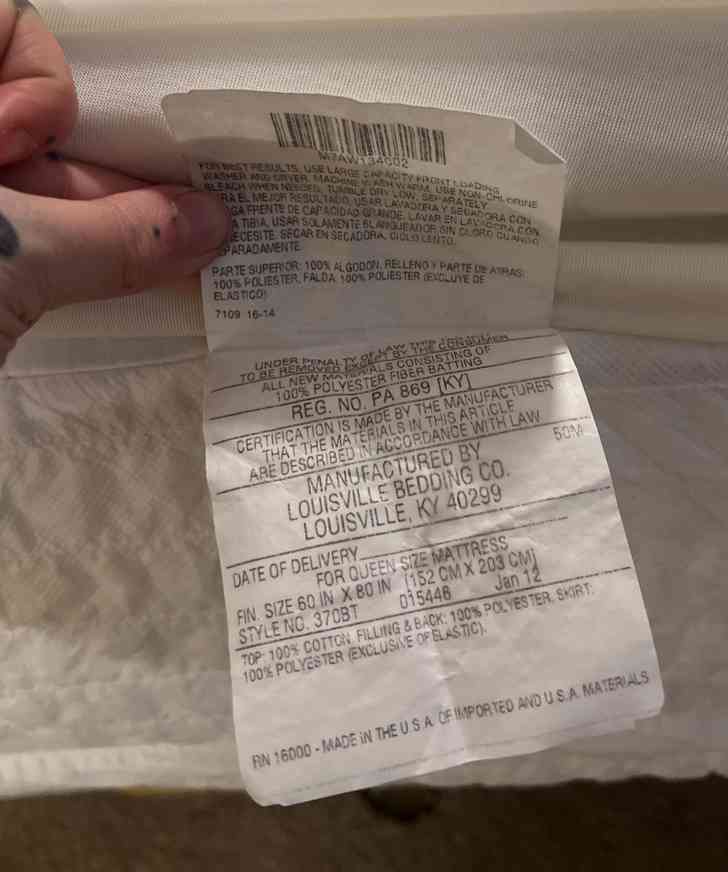 M7AW134002
FOR BEST RESULTS, USE LARGE CAPACITY FRONT LOADING
WASHER AND DRYER. MACHINE WASH WARM. USE NON-CHLORINE
BLEACH WHEN NEEDED. TUMBLE DRY LOW, SEPARATELY.
RA EL MEJOR RESULTADO, USAR LAVADORA Y SECADORA CON
GA FRENTE DE CAPACIDAD GRANDE. LAVAR EN LAVADORA CON
A TIBIA, USAR SOLAMENTE BLANQUEADOR SIN CLORO CUANDO
ECESITE. SECAR EN SECADORA, CICLO LENTO,
PARADAMENTE.
PARTE SUPERIOR: 100% ALGODON, RELLENO Y PARTE DE ATRAS:
100% POLIESTER, FALDA: 100% POLIESTER (EXCLUYE DE
ELASTICO)
7109 16-14
UNDER PENALTY OF LAW THIS
TO BE REMOVED EXCEPT BY THE CONSUMER
ALL NEW MATERIALS CONSISTING OF
100% POLYESTER FIBER BATTING
REG. NO. PA 869 [KY]
CERTIFICATION IS MADE BY THE MANUFACTURER
THAT THE MATERIALS IN THIS ARTICLE
ARE DESCRIBED IN ACCORDANCE WITH LAW
50M
MANUFACTURED BY
LOUISVILLE BEDDING CO.
LOUISVILLE, KY 40299
DATE OF DELIVERY
FOR QUEEN SIZE MATTRESS
FIN. SIZE 60 IN X 80 IN [152 CM X 203 CM]
STYLE NO. 370BT 015446 Jan 12
TOP: 100% COTTON. FILLING & BACK: 100% POLYESTER. SKIRT:
100% POLYESTER (EXCLUSIVE OF ELASTIC).
RN 16000 - MADE IN THE U S A OF IMPORTED AND U S.A. MATERIALS